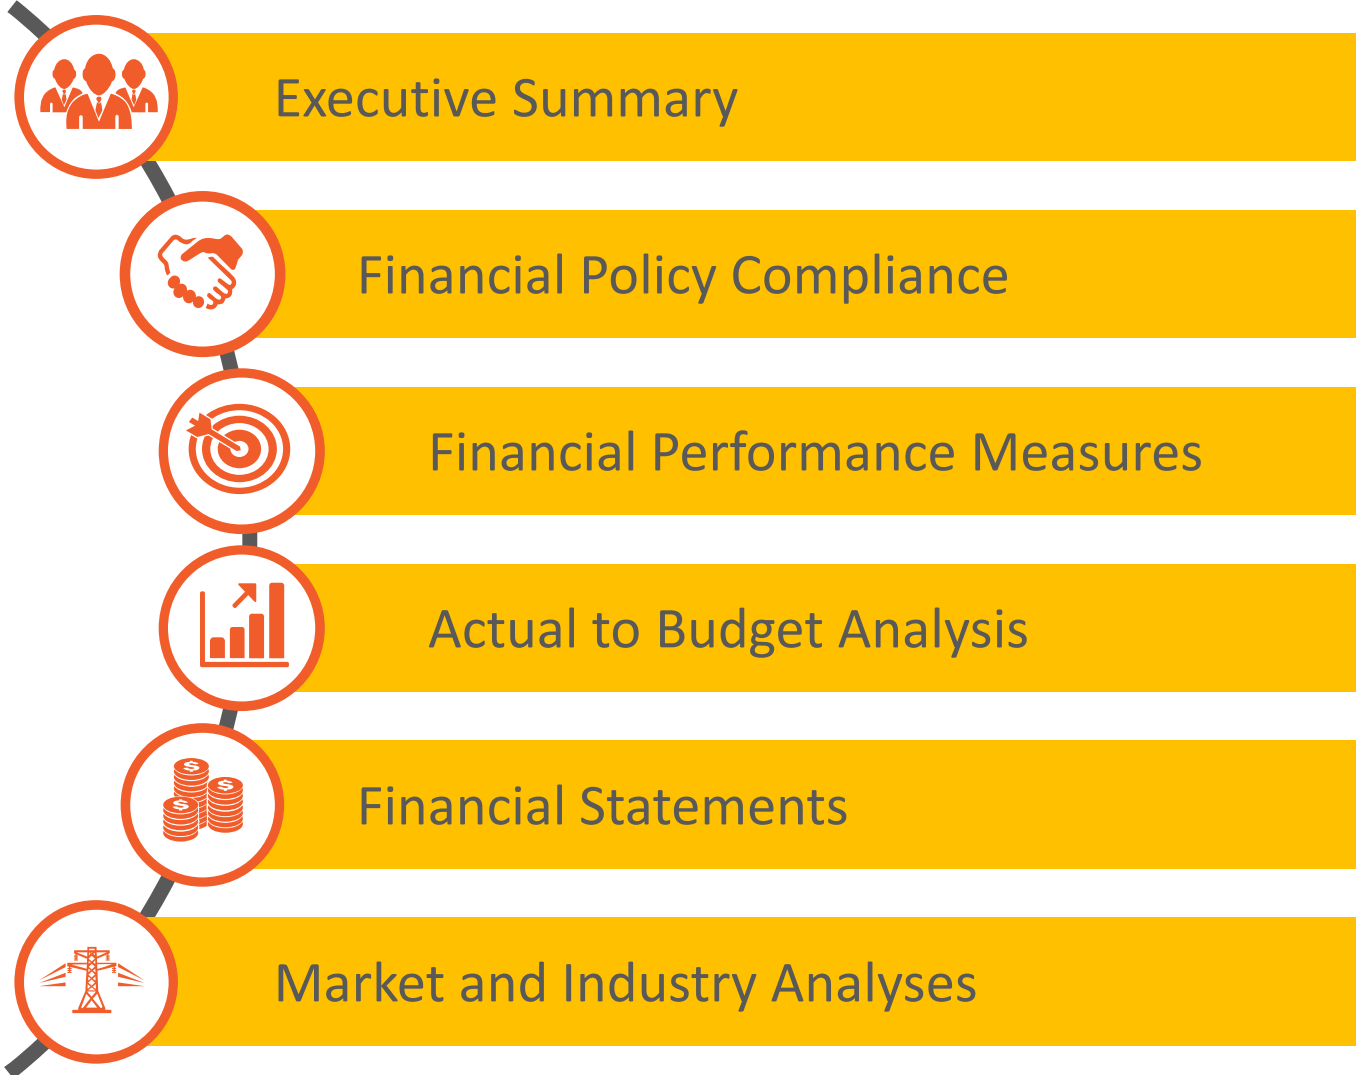 Executive Summary
Financial Policy Compliance
Financial Performance Measures
Actual to Budget Analysis
$
$
$
Financial Statements
Market and Industry Analyses